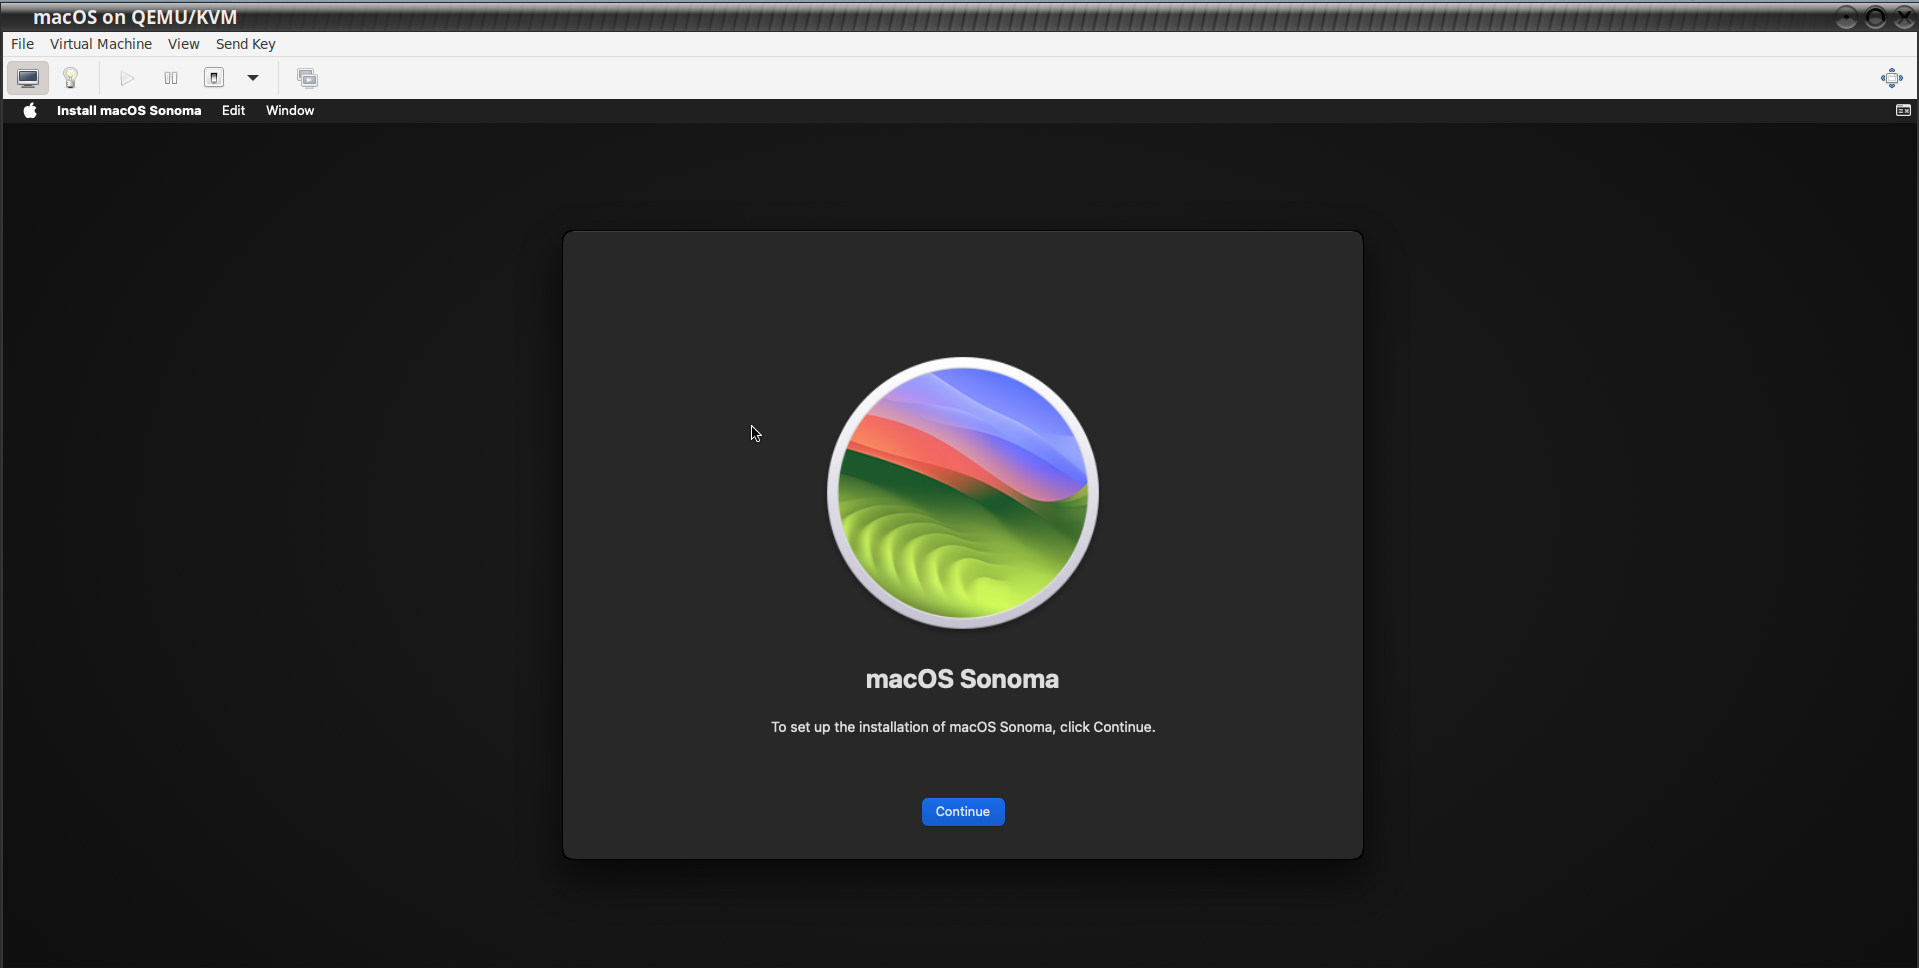 macOS on QEMU/KVM
File Virtual Machine View Send Key
Install macOS Sonoma Edit Window
macOS Sonoma
To set up the installation of macOS Sonoma, click Continue.
Continue